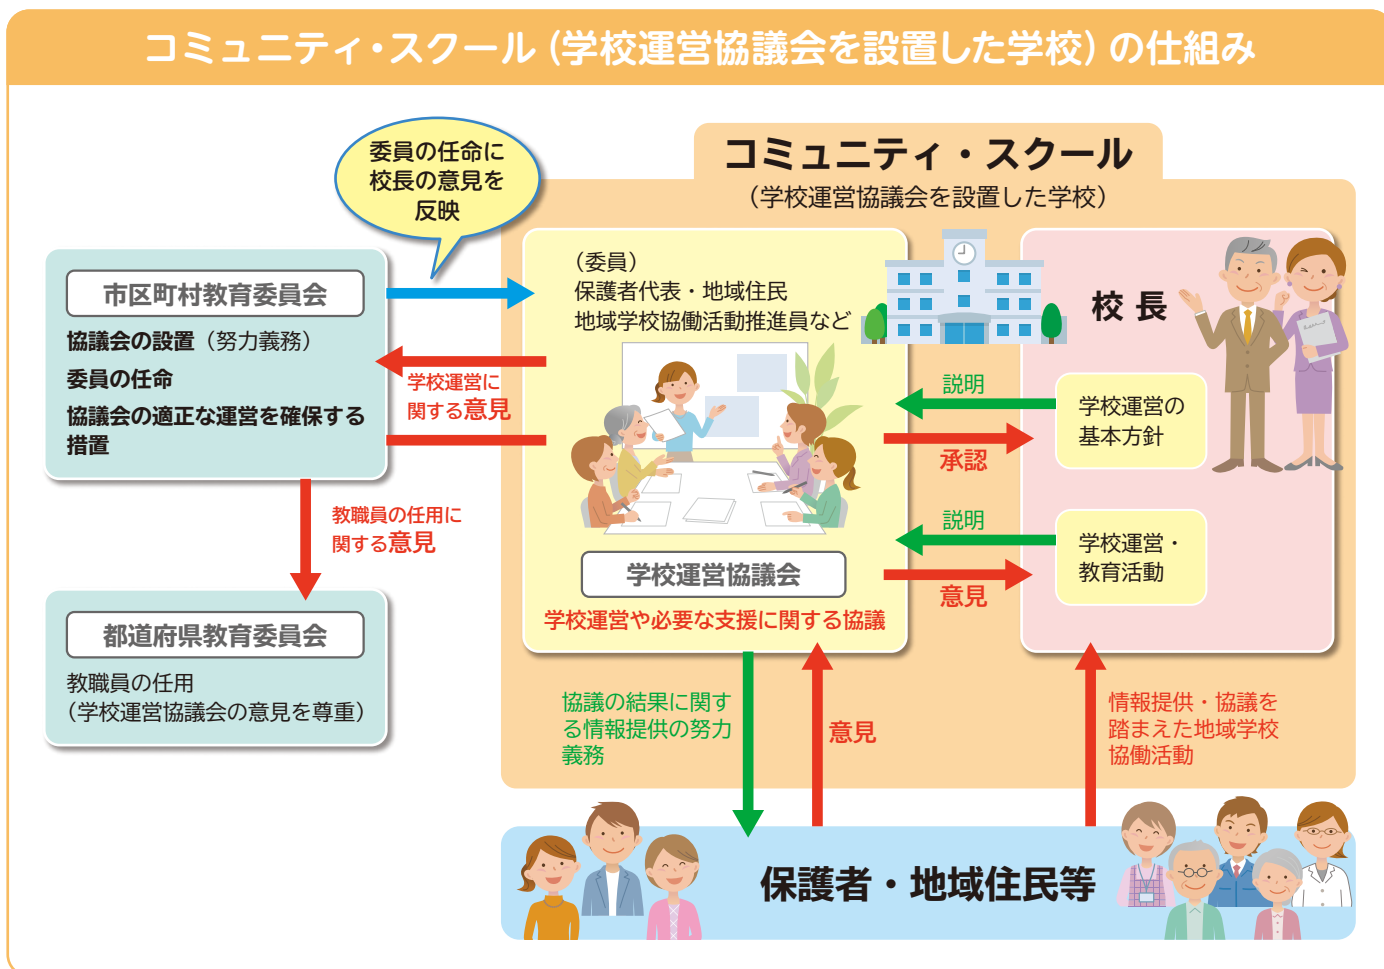 コミュニティ・スクール(学校運営協議会を設置した学校)の仕組み
委員の任命に
校長の意見を
反映
コミュニティ・スクール
(学校運営協議会を設置した学校)
市区町村教育委員会
協議会の設置(努力義務)
委員の任命
協議会の適正な運営を確保する
措置
学校運営に
関する意見
(委員)
保護者代表・地域住民
地域学校協働活動推進員など
学校運営協議会
学校運営や必要な支援に関する協議
校長
説明
承認
学校運営の
基本方針
説明
意見
学校運営・
教育活動
教職員の任用に
関する意見
都道府県教育委員会
教職員の任用
(学校運営協議会の意見を尊重)
協議の結果に関す
る情報提供の努力
義務
意見
情報提供・協議を
踏まえた地域学校
協働活動
保護者・地域住民等